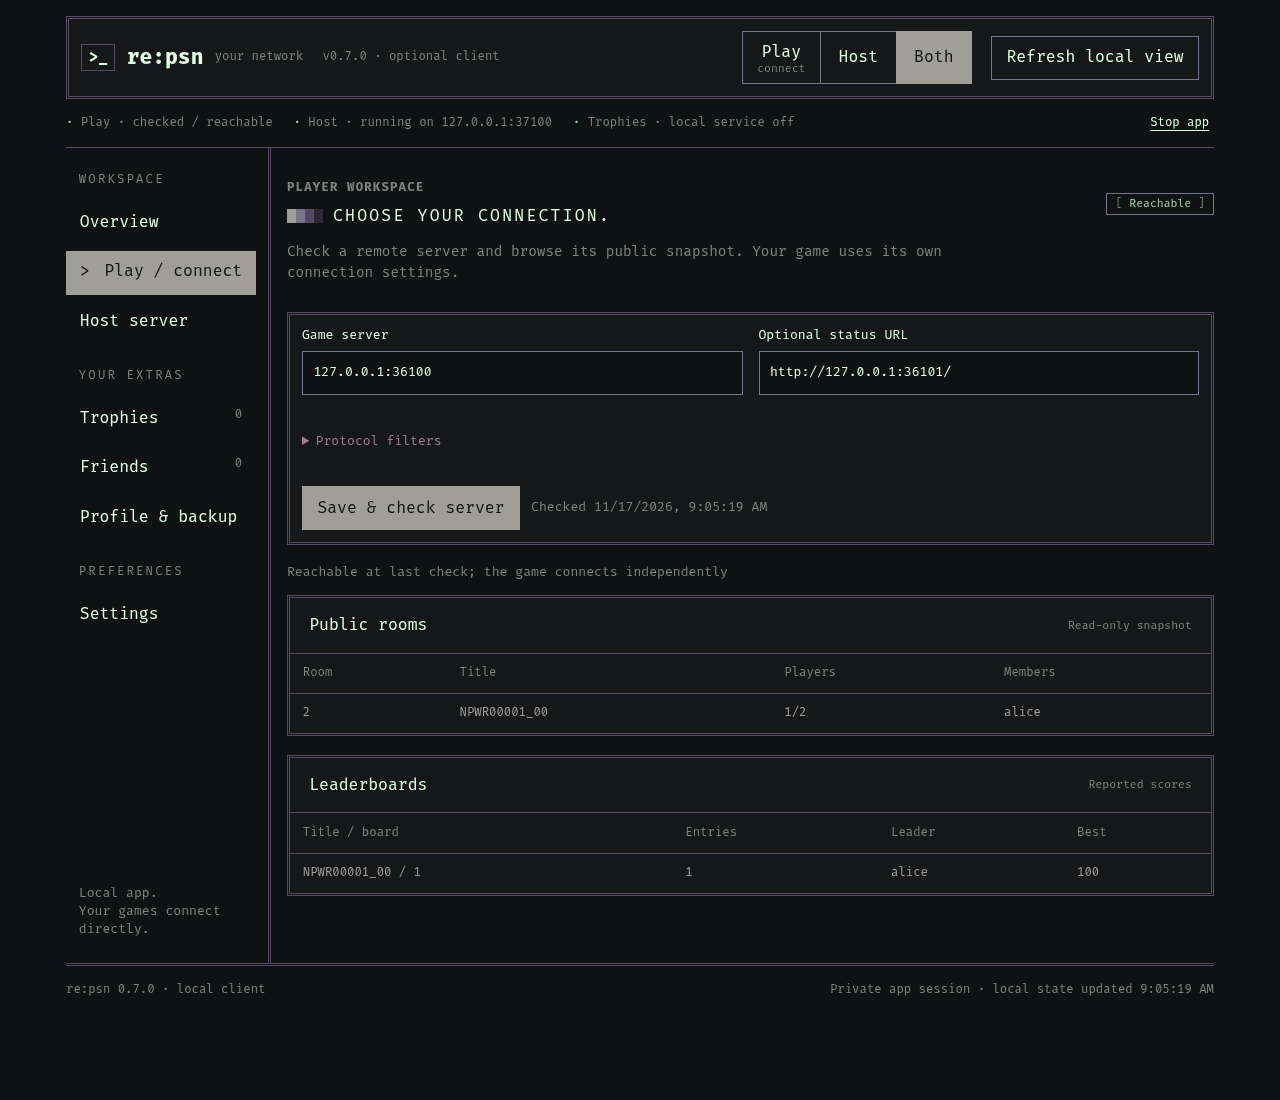 >_ re:psn your network v0.7.0 · optional client
Play
connect
Host
Both
Refresh local view
· Play · checked / reachable · Host · running on 127.0.0.1:37100 · Trophies · local service off
Stop app
WORKSPACE
Overview
> Play / connect
Host server
YOUR EXTRAS
Trophies 0
Friends 0
Profile & backup
PREFERENCES
Settings
Local app.
Your games connect
directly.
PLAYER WORKSPACE
CHOOSE YOUR CONNECTION.
[ Reachable ]
Check a remote server and browse its public snapshot. Your game uses its own
connection settings.
Game server
127.0.0.1:36100
Optional status URL
http://127.0.0.1:36101/
▶ Protocol filters
Save & check server
Checked 11/17/2026, 9:05:19 AM
Reachable at last check; the game connects independently
Public rooms
Read-only snapshot
Room Title Players Members
2 NPWR00001_00 1/2 alice
Leaderboards
Reported scores
Title / board Entries Leader Best
NPWR00001_00 / 1 1 alice 100
re:psn 0.7.0 · local client
Private app session · local state updated 9:05:19 AM